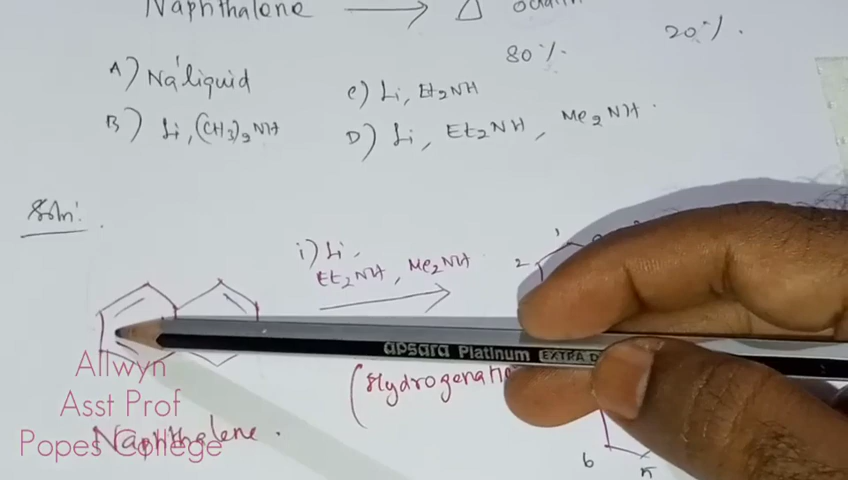 Naphthalene ⟶ Δ
80% 20%.
A) Na liquid C) Li, Et2NH
B) Li, (CH3)2NH D) Li, Et2NH, Me2NH.
Soln:
i) Li,
Et2NH, Me2NH
1
2
apsara Platinum EXTRA D
(Hydrogenatio
Allwyn
Asst Prof
Popes College
Naphthalene.
6
5